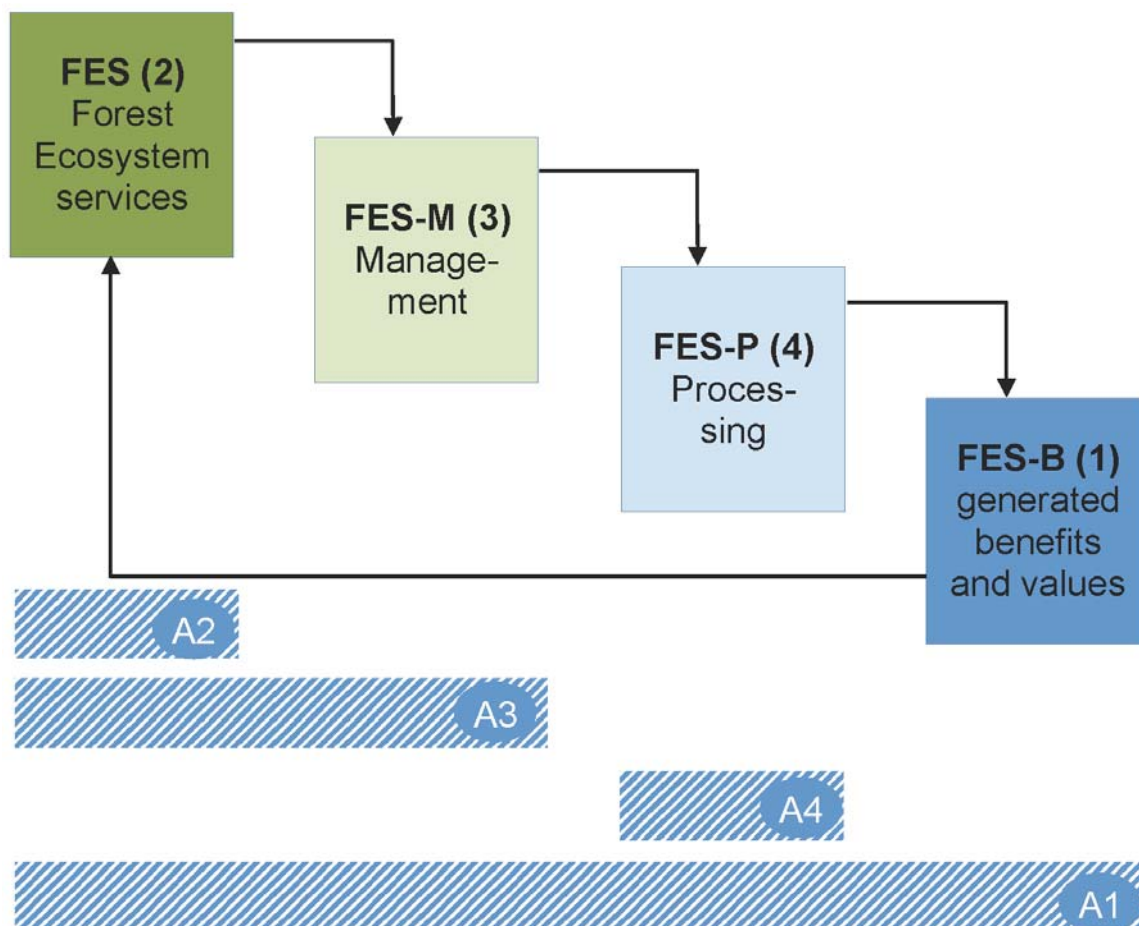 FES (2)
Forest
Ecosystem
services
FES-M (3)
Manage-
ment
FES-P (4)
Proces-
sing
FES-B (1)
generated
benefits
and values
A2
A3
A4
A1